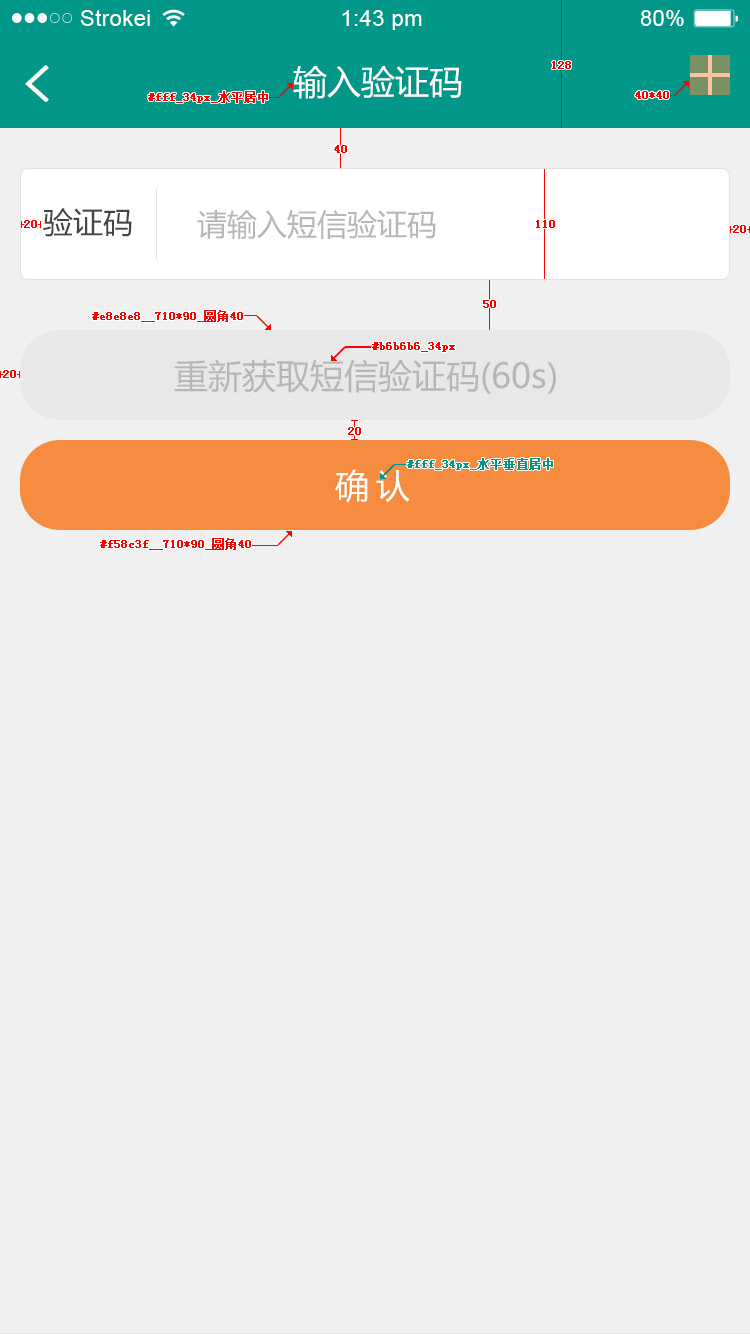 Strokei 1:43 pm 80%
128
输入验证码
#fff_34px_水平居中
40*40
40
验证码 请输入短信验证码
20
110
20
50
#e8e8e8__710*90_圆角40
#b6b6b6_34px
20
重新获取短信验证码(60s)
20
#fff_34px_水平垂直居中
确认
#f58c3f__710*90_圆角40